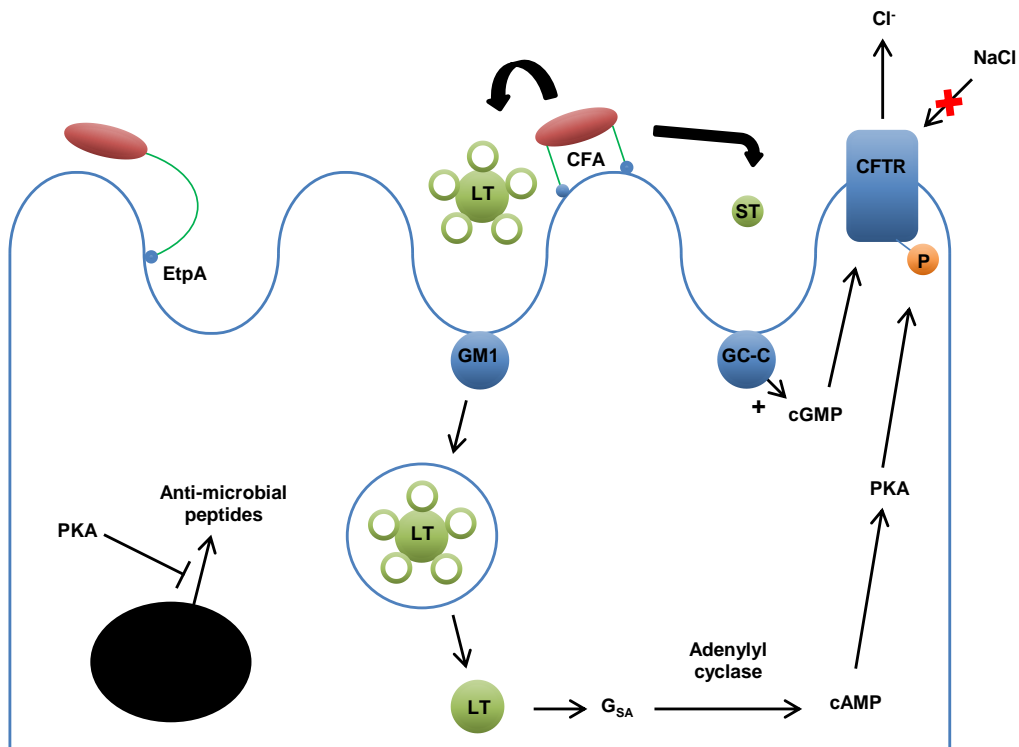 Cl-
NaCl
CFA
CFTR
LT
ST
P
EtpA
GM1
GC-C
+
cGMP
Anti-microbial
peptides
PKA
PKA
LT
Adenylyl
cyclase
LT
GSA
cAMP